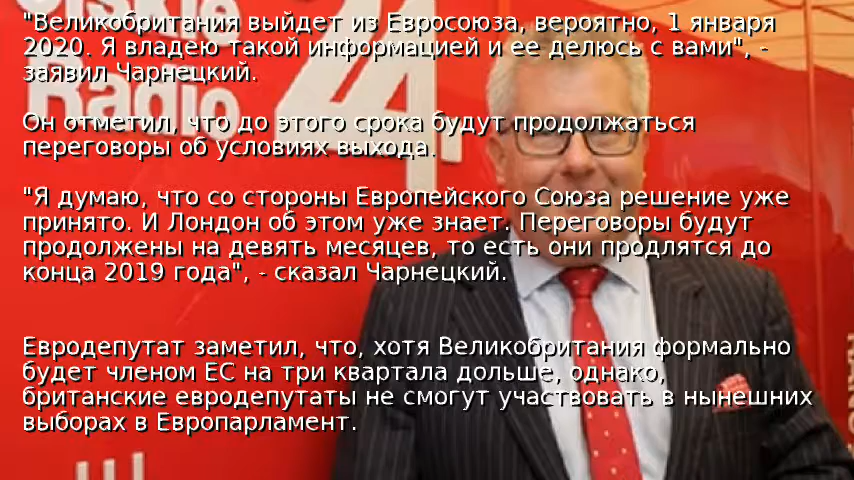 "Великобритания выйдет из Евросоюза, вероятно, 1 января
2020. Я владею такой информацией и ее делюсь с вами", -
заявил Чарнецкий.
Он отметил, что до этого срока будут продолжаться
переговоры об условиях выхода.
"Я думаю, что со стороны Европейского Союза решение уже
принято. И Лондон об этом уже знает. Переговоры будут
продолжены на девять месяцев, то есть они продлятся до
конца 2019 года", - сказал Чарнецкий.
Евродепутат заметил, что, хотя Великобритания формально
будет членом ЕС на три квартала дольше, однако,
британские евродепутаты не смогут участвовать в нынешних
выборах в Европарламент.
Radio
24